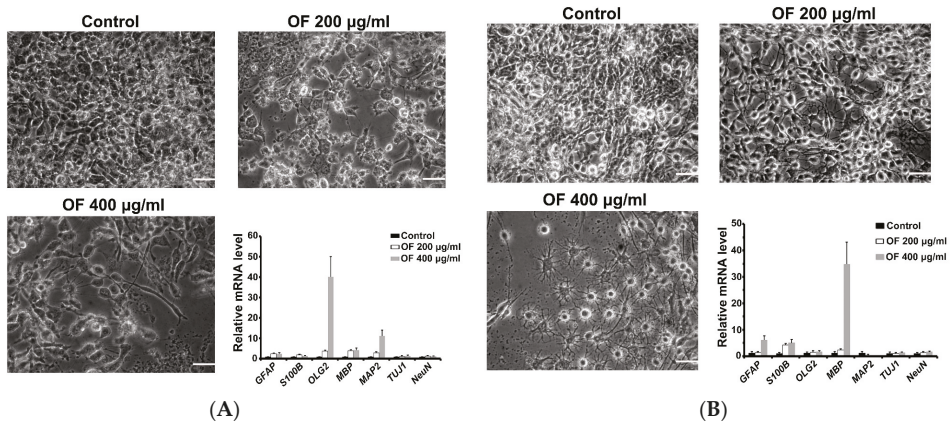 Control
OF 200 µg/ml
OF 400 µg/ml
60
50
40
30
20
10
0
Relative mRNA level
Control
OF 200 µg/ml
OF 400 µg/ml
GFAP
S100B
OLG2
MBP
MAP2
TUJ1
NeuN
(A)
Control
OF 200 µg/ml
OF 400 µg/ml
50
40
30
20
10
0
Relative mRNA level
Control
OF 200 µg/ml
OF 400 µg/ml
GFAP
S100B
OLG2
MBP
MAP2
TUJ1
NeuN
(B)